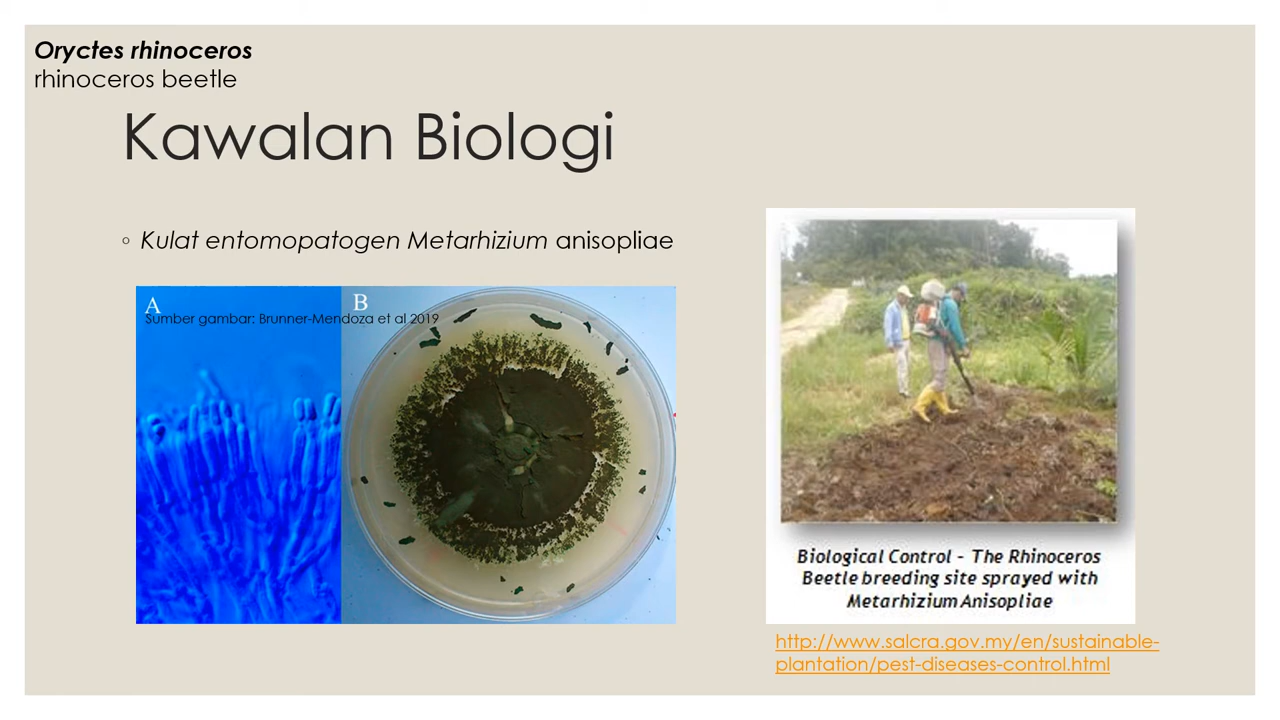 Oryctes rhinoceros
rhinoceros beetle
Kawalan Biologi
◦ Kulat entomopatogen Metarhizium anisopliae
A
B
Sumber gambar: Brunner-Mendoza et al 2019
Biological Control - The Rhinoceros
Beetle breeding site sprayed with
Metarhizium Anisopliae
http://www.salcra.gov.my/en/sustainable-
plantation/pest-diseases-control.html